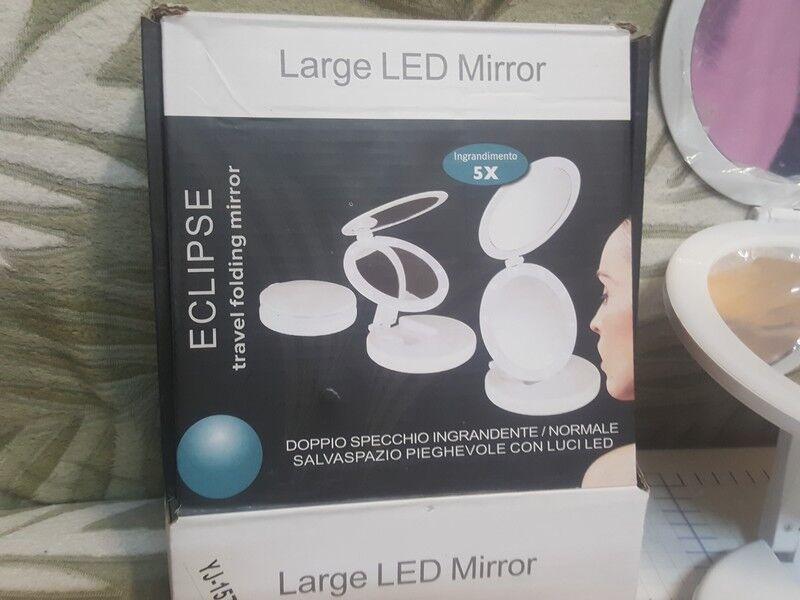 Large LED Mirror
ECLIPSE
travel folding mirror
Ingrandimento
5X
DOPPIO SPECCHIO INGRANDENTE / NORMALE
SALVASPAZIO PIEGHEVOLE CON LUCI LED
Large LED Mirror